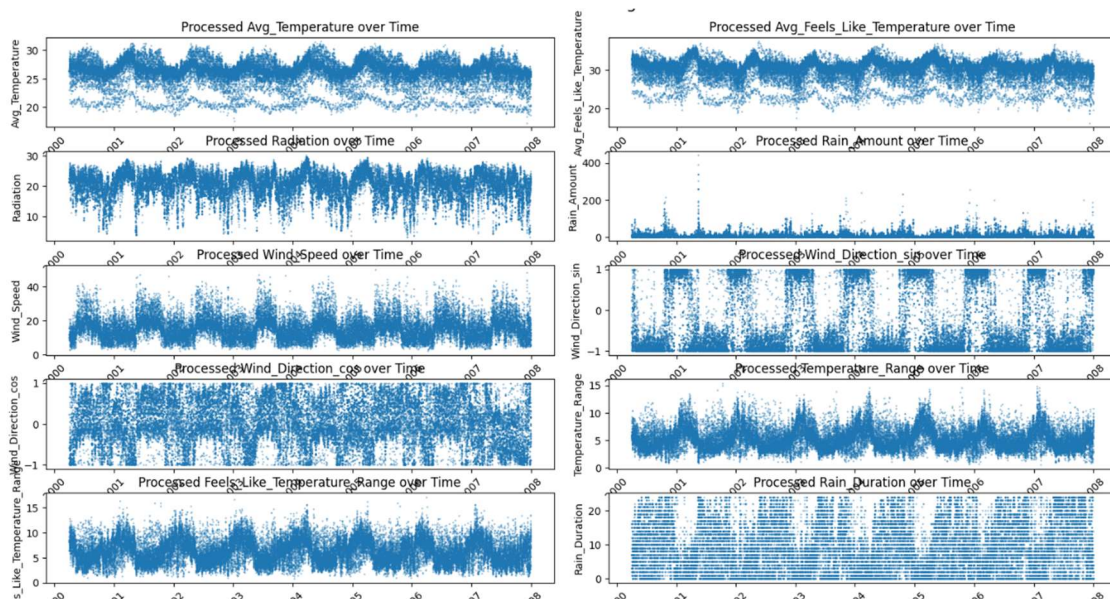 Processed Avg_Temperature over Time
Avg_Temperature
30
25
20
2001
2002
Processed Avg_Feels_Like_Temperature over Time
Avg_Feels_Like_Temperature
30
20
Processed Radiation over Time
Radiation
30
20
10
Processed Rain_Amount over Time
Rain_Amount
400
200
0
Processed Wind_Speed over Time
Wind_Speed
40
20
0
Processed Wind_Direction_sin over Time
Wind_Direction_sin
1
0
−1
Processed Wind_Direction_cos over Time
Wind_Direction_cos
1
0
−1
Processed Temperature_Range over Time
Temperature_Range
15
10
5
0
Processed Feels_Like_Temperature_Range over Time
s_Like_Temperature_Range
15
10
5
0
Processed Rain_Duration over Time
Rain_Duration
20
10
0